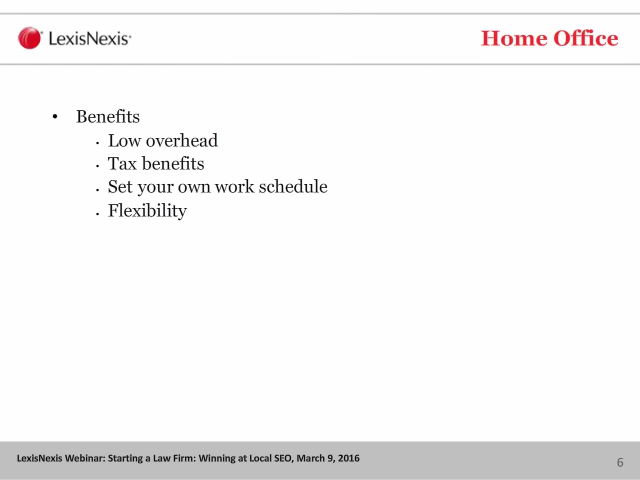 LexisNexis®
Home Office
• Benefits
▪ Low overhead
▪ Tax benefits
▪ Set your own work schedule
▪ Flexibility
LexisNexis Webinar: Starting a Law Firm: Winning at Local SEO, March 9, 2016
6